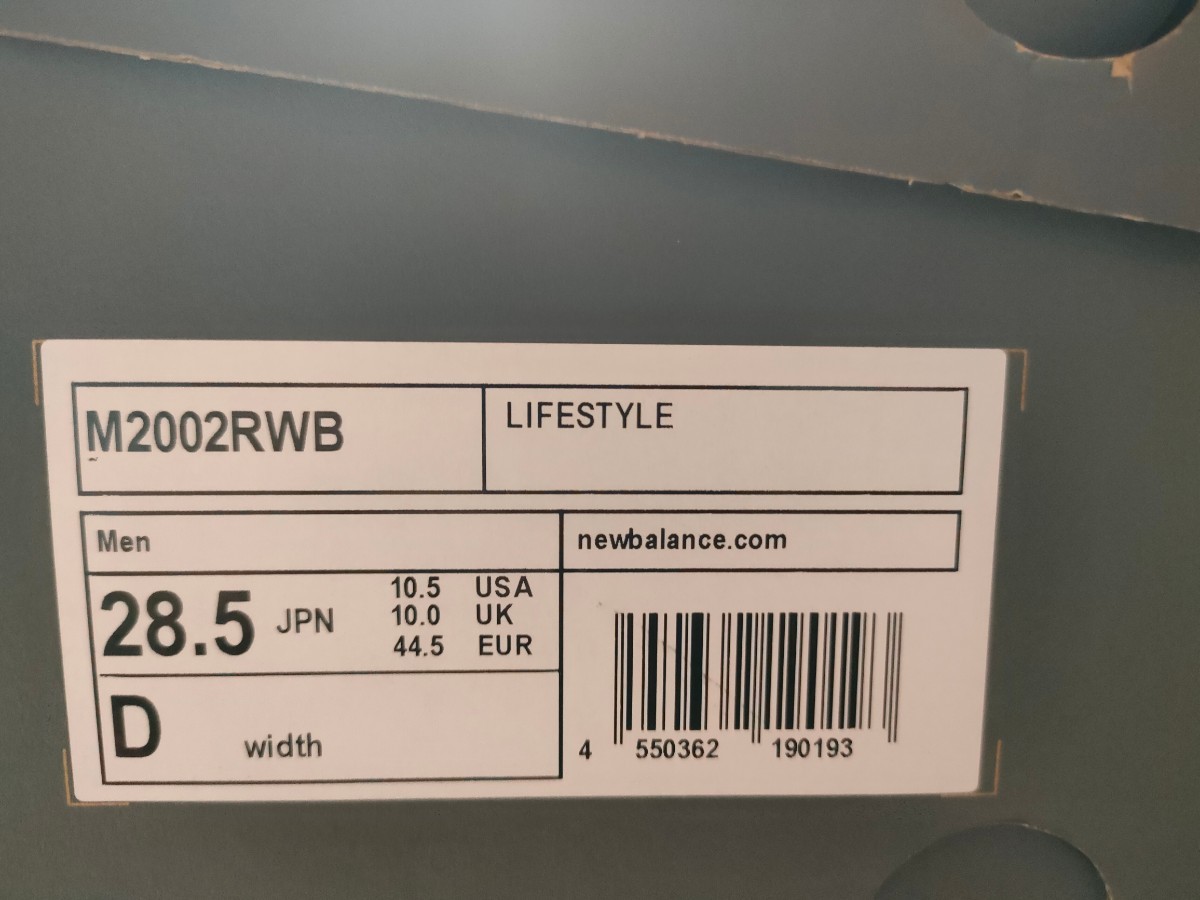 M2002RWB
LIFESTYLE
Men
newbalance.com
28.5 JPN
10.5 USA
10.0 UK
44.5 EUR
D width
4 550362 190193